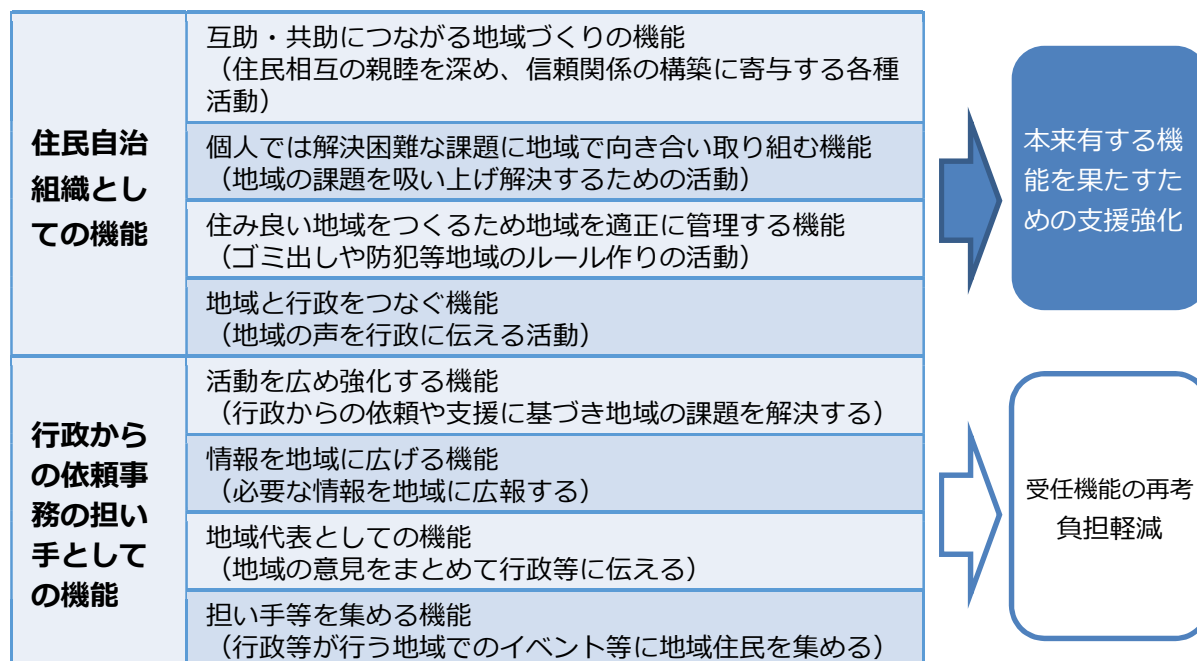 住民自治
組織とし
ての機能
互助・共助につながる地域づくりの機能
（住民相互の親睦を深め、信頼関係の構築に寄与する各種
活動）
個人では解決困難な課題に地域で向き合い取り組む機能
（地域の課題を吸い上げ解決するための活動）
住み良い地域をつくるため地域を適正に管理する機能
（ゴミ出しや防犯等地域のルール作りの活動）
地域と行政をつなぐ機能
（地域の声を行政に伝える活動）
本来有する機
能を果たすた
めの支援強化
行政から
の依頼事
務の担い
手として
の機能
活動を広め強化する機能
（行政からの依頼や支援に基づき地域の課題を解決する）
情報を地域に広げる機能
（必要な情報を地域に広報する）
地域代表としての機能
（地域の意見をまとめて行政等に伝える）
担い手等を集める機能
（行政等が行う地域でのイベント等に地域住民を集める）
受任機能の再考
負担軽減